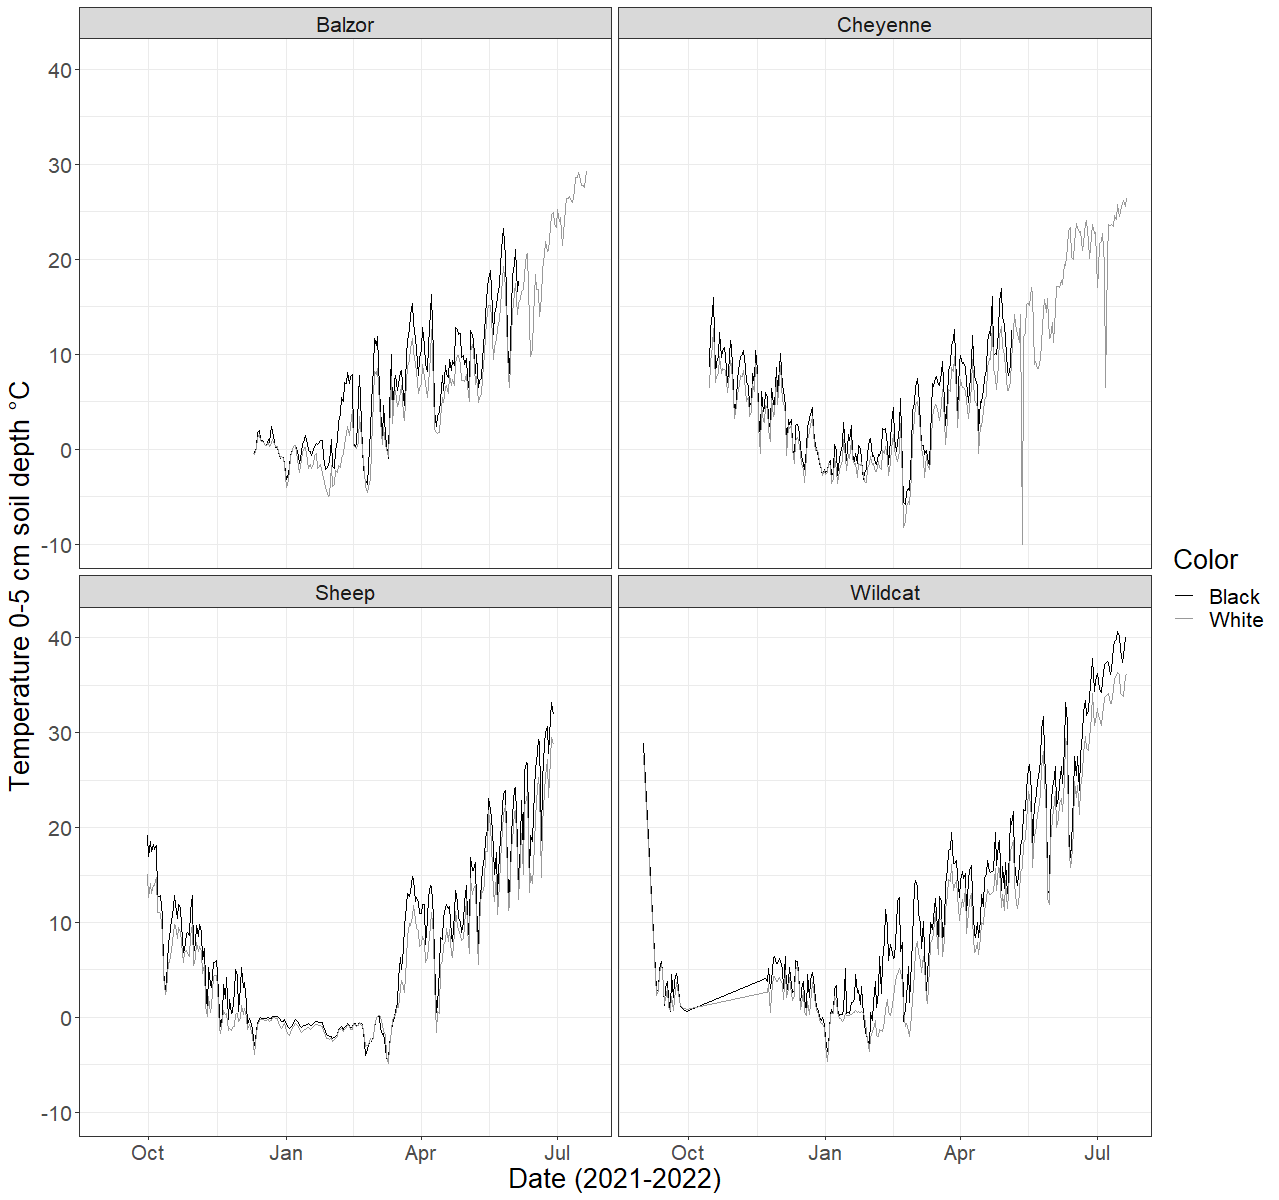 Balzor
Cheyenne
40
30
20
10
0
-10
Sheep
Wildcat
40
30
20
10
0
-10
Oct
Jan
Apr
Jul
Oct
Jan
Apr
Jul
Date (2021-2022)
Temperature 0-5 cm soil depth °C
Color
Black
White